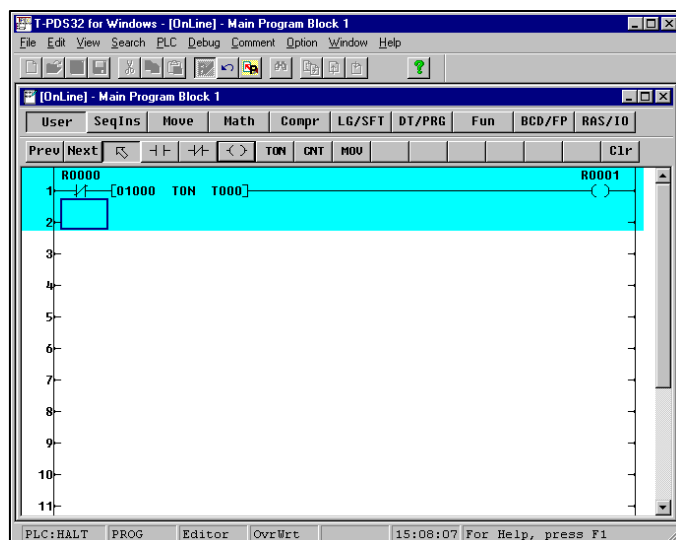 T-PDS32 for Windows - [OnLine] - Main Program Block 1
File Edit View Search PLC Debug Comment Option Window Help
[OnLine] - Main Program Block 1
User SeqIns Move Math Compr LG/SFT DT/PRG Fun BCD/FP RAS/IO
Prev Next TON CNT MOV Clr
R0000 R0001
1 [01000 TON T000]
2
3
4
5
6
7
8
9
10
11
PLC:HALT PROG Editor OvrWrt 15:08:07 For Help, press F1